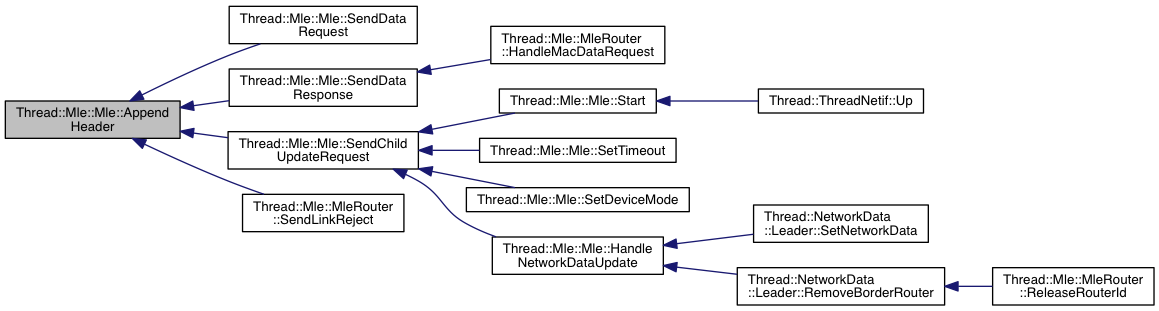 Thread::Mle::Mle::SendData
Request
Thread::Mle::MleRouter
::HandleMacDataRequest
Thread::Mle::Mle::SendData
Response
Thread::Mle::Mle::Start
Thread::ThreadNetif::Up
Thread::Mle::Mle::Append
Header
Thread::Mle::Mle::SendChild
UpdateRequest
Thread::Mle::Mle::SetTimeout
Thread::Mle::Mle::SetDeviceMode
Thread::Mle::MleRouter
::SendLinkReject
Thread::NetworkData
::Leader::SetNetworkData
Thread::Mle::Mle::Handle
NetworkDataUpdate
Thread::NetworkData
::Leader::RemoveBorderRouter
Thread::Mle::MleRouter
::ReleaseRouterId